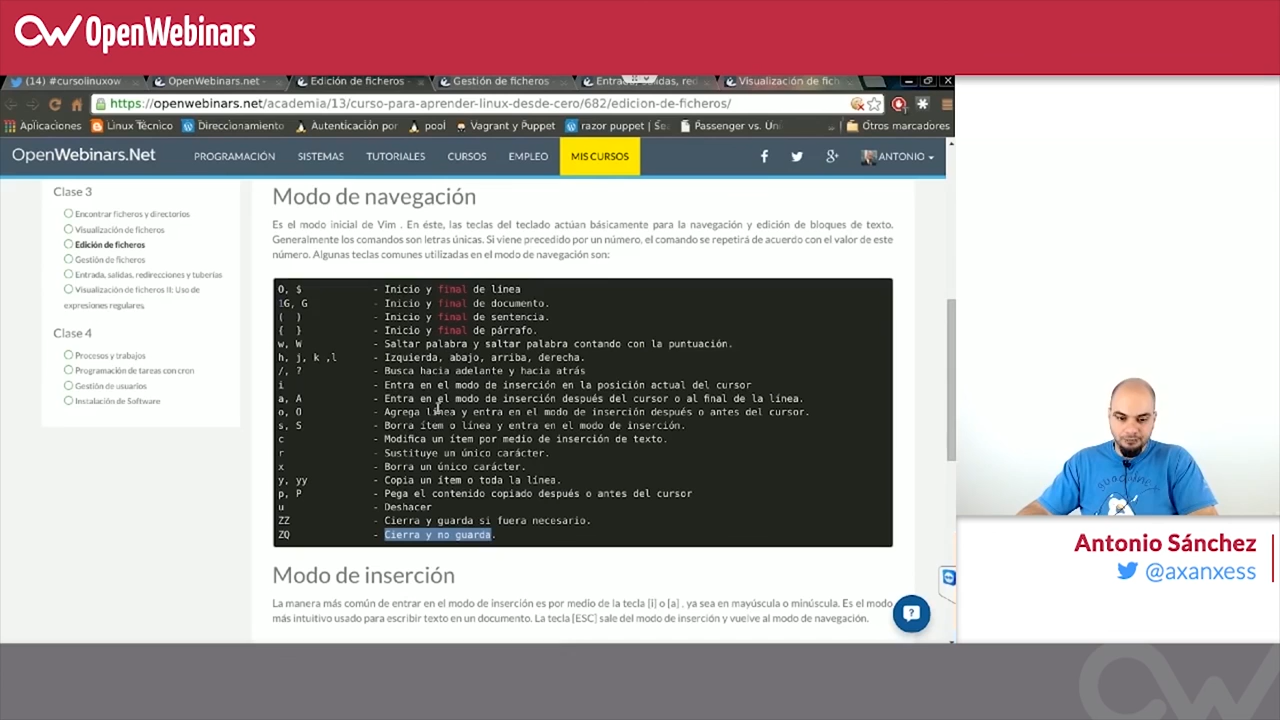 OpenWebinars
(14) #cursolinuxow
OpenWebinars.net -
Edición de ficheros
Gestión de ficheros
Entrada, salidas, red
Visualización de fich
https://openwebinars.net/academia/13/curso-para-aprender-linux-desde-cero/682/edicion-de-ficheros/
Aplicaciones
Linux Técnico
Direccionamiento
Autenticación por
pool
Vagrant y Puppet
razor puppet | Sea
Passenger vs. Uni
Otros marcadores
OpenWebinars.Net
PROGRAMACIÓN
SISTEMAS
TUTORIALES
CURSOS
EMPLEO
MIS CURSOS
ANTONIO
Clase 3
Encontrar ficheros y directorios
Visualización de ficheros
Edición de ficheros
Gestión de ficheros
Entrada, salidas, redirecciones y tuberías
Visualización de ficheros II: Uso de
expresiones regulares.
Clase 4
Procesos y trabajos
Programación de tareas con cron
Gestión de usuarios
Instalación de Software
Modo de navegación
Es el modo inicial de Vim . En éste, las teclas del teclado actúan básicamente para la navegación y edición de bloques de texto.
Generalmente los comandos son letras únicas. Si viene precedido por un número, el comando se repetirá de acuerdo con el valor de este
número. Algunas teclas comunes utilizadas en el modo de navegación son:
0, $ - Inicio y final de línea
1G, G - Inicio y final de documento.
( ) - Inicio y final de sentencia.
{ } - Inicio y final de párrafo.
w, W - Saltar palabra y saltar palabra contando con la puntuación.
h, j, k ,l - Izquierda, abajo, arriba, derecha.
/, ? - Busca hacia adelante y hacia atrás
i - Entra en el modo de inserción en la posición actual del cursor
a, A - Entra en el modo de inserción después del cursor o al final de la línea.
o, O - Agrega línea y entra en el modo de inserción después o antes del cursor.
s, S - Borra ítem o línea y entra en el modo de inserción.
c - Modifica un ítem por medio de inserción de texto.
r - Sustituye un único carácter.
x - Borra un único carácter.
y, yy - Copia un ítem o toda la línea.
p, P - Pega el contenido copiado después o antes del cursor
u - Deshacer
ZZ - Cierra y guarda si fuera necesario.
ZQ - Cierra y no guarda.
Modo de inserción
La manera más común de entrar en el modo de inserción es por medio de la tecla [i] o [a] , ya sea en mayúscula o minúscula. Es el modo
más intuitivo usado para escribir texto en un documento. La tecla [ESC] sale del modo de inserción y vuelve al modo de navegación.
Antonio Sánchez
@axanxess